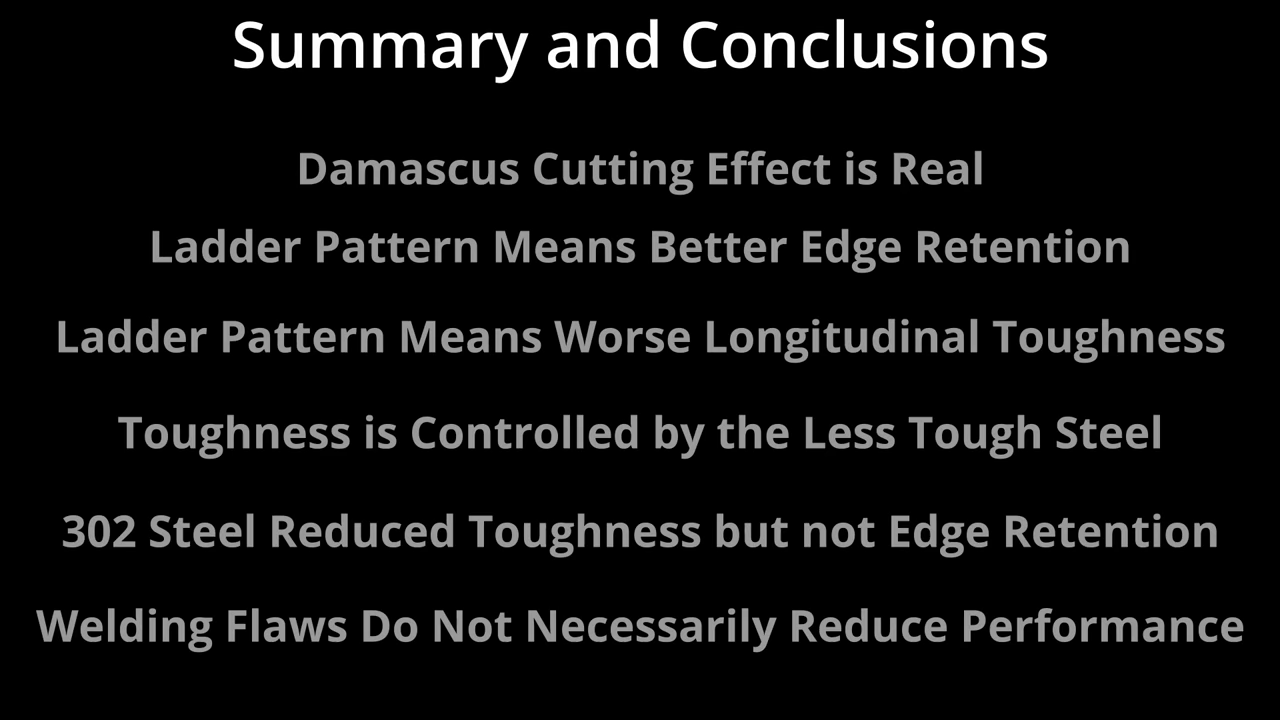 Summary and Conclusions
Damascus Cutting Effect is Real
Ladder Pattern Means Better Edge Retention
Ladder Pattern Means Worse Longitudinal Toughness
Toughness is Controlled by the Less Tough Steel
302 Steel Reduced Toughness but not Edge Retention
Welding Flaws Do Not Necessarily Reduce Performance